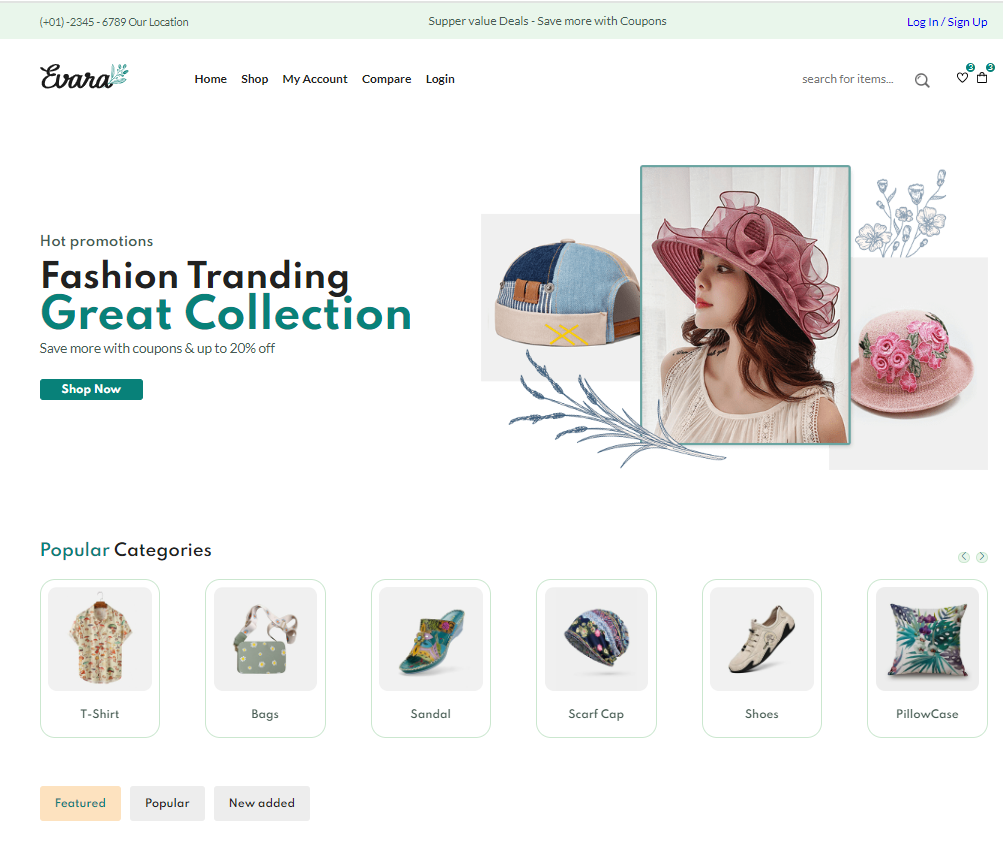 (+01) -2345 - 6789 Our Location
Supper value Deals - Save more with Coupons
Log In / Sign Up
Evara
Home Shop My Account Compare Login
search for items...
3 3
Hot promotions
Fashion Tranding
Great Collection
Save more with coupons & up to 20% off
Shop Now
Popular Categories
T-Shirt
Bags
Sandal
Scarf Cap
Shoes
PillowCase
Featured
Popular
New added